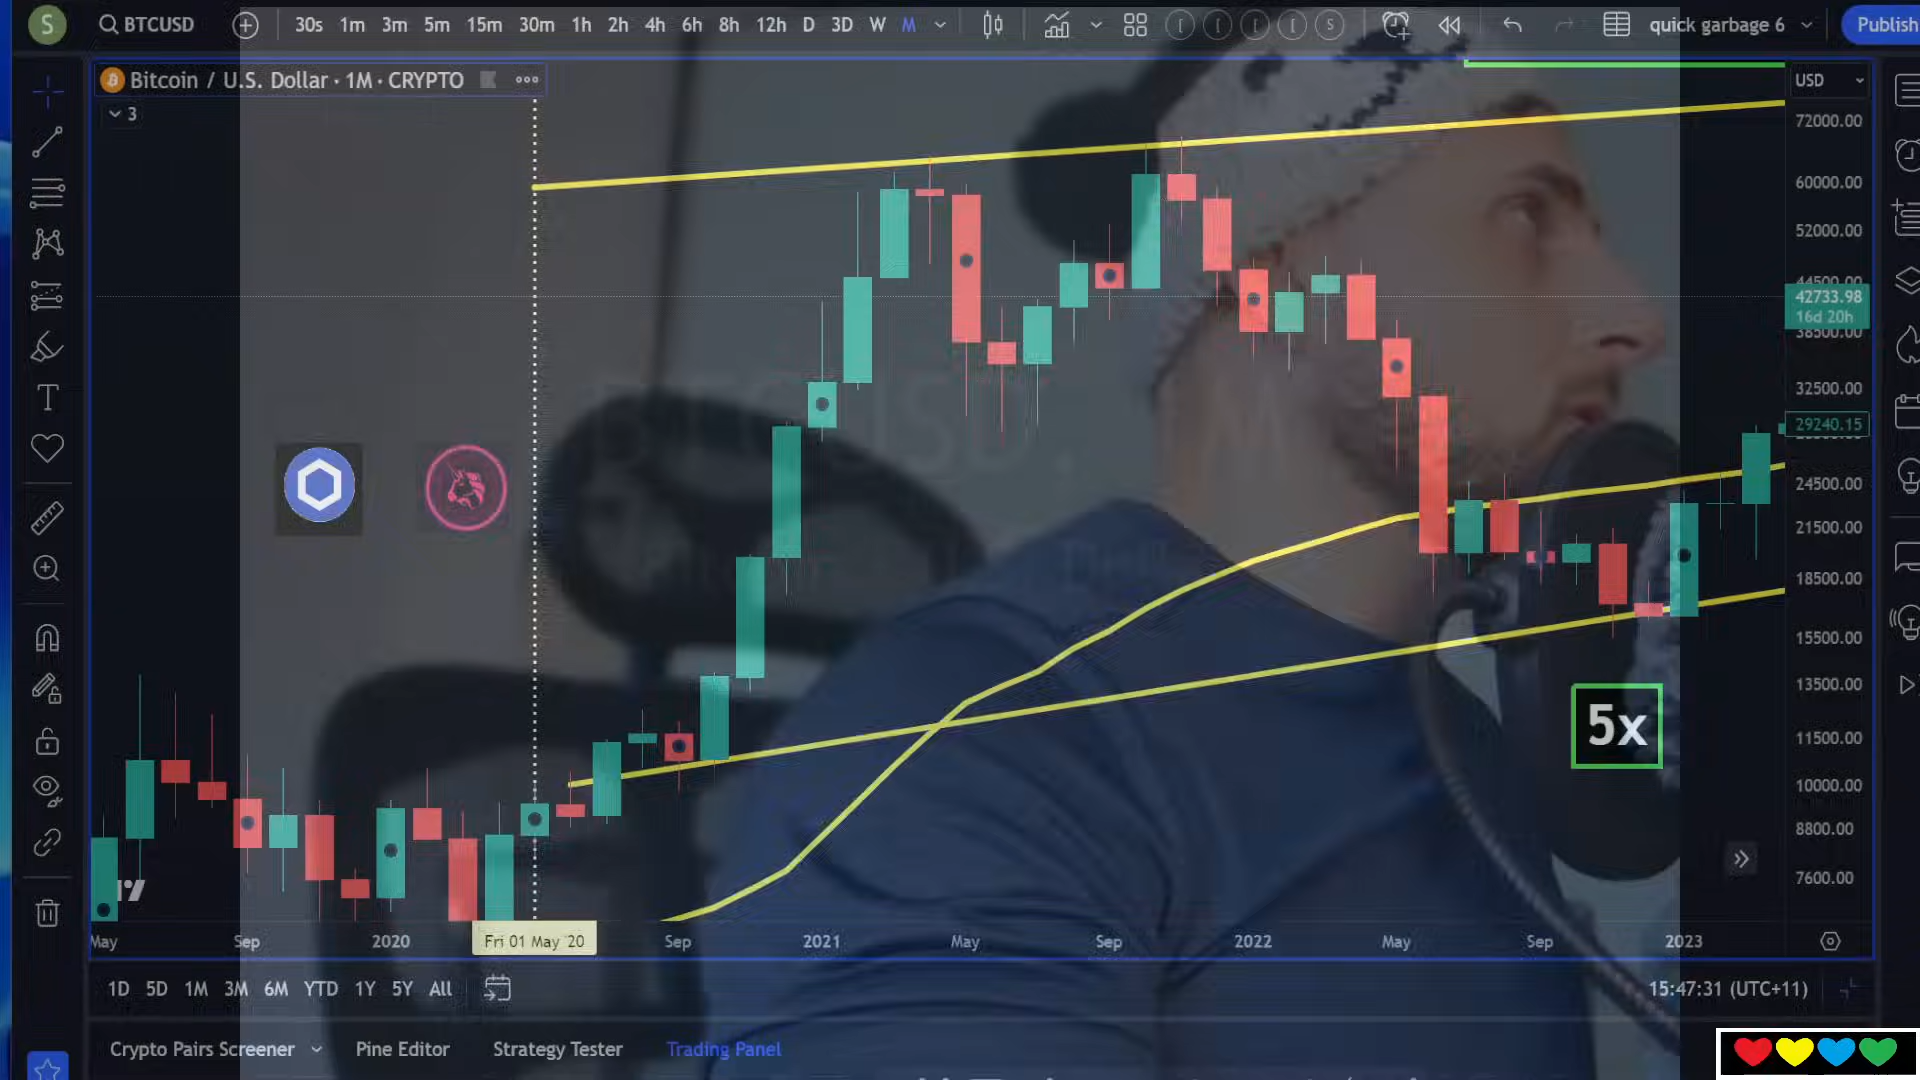 S BTCUSD 30s 1m 3m 5m 15m 30m 1h 2h 4h 6h 8h 12h D 3D W M S quick garbage 6 Publish
Bitcoin / U.S. Dollar · 1M · CRYPTO
USD
3
72000.00
60000.00
52000.00
44500.00
42733.98
16d 20h
38500.00
32500.00
29240.15
24500.00
21500.00
18500.00
15500.00
13500.00
5x
11500.00
10000.00
8800.00
7600.00
May Sep 2020 Fri 01 May '20 Sep 2021 May Sep 2022 May Sep 2023
1D 5D 1M 3M 6M YTD 1Y 5Y All 15:47:31 (UTC+11)
Crypto Pairs Screener Pine Editor Strategy Tester Trading Panel